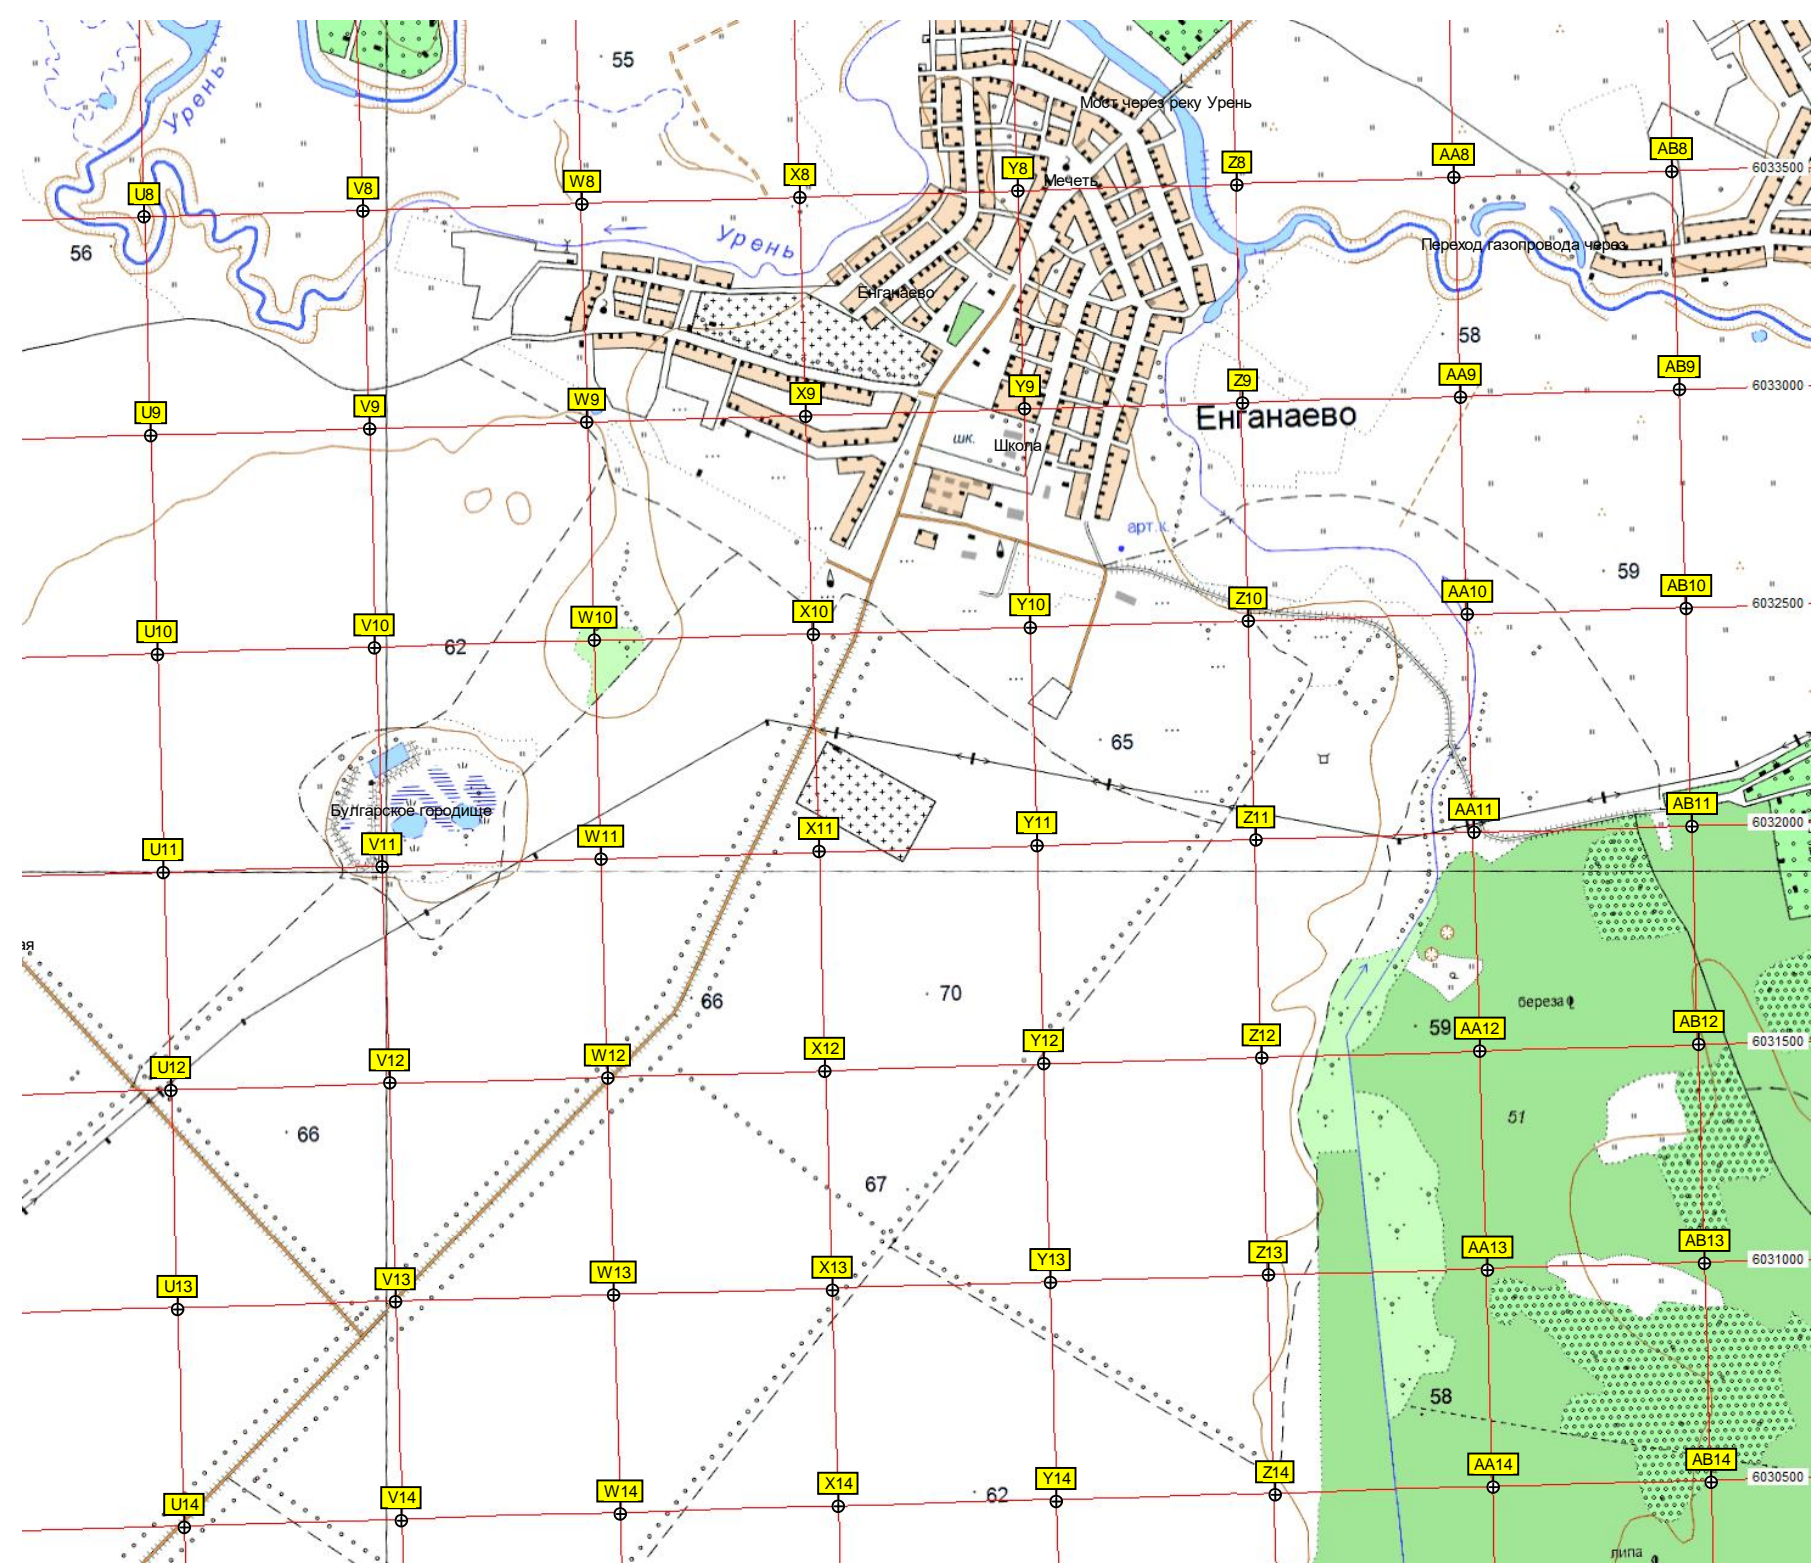 55
Урень
Мост через реку Урень
AB8
AA8
6033500
Z8
Y8
X8
Мечеть
W8
V8
U8
Урень
56
Переход газопровода через
Енганаево
58
AB9
6033000
AA9
Z9
Y9
X9
W9
V9
U9
Енганаево
шк.
Школа
арт.к.
59
AB10
6032500
AA10
Z10
Y10
X10
W10
V10
U10
62
65
Булгарское городище
AB11
6032000
AA11
Z11
Y11
X11
W11
V11
U11
ая
66
70
береза
59
AB12
6031500
AA12
Z12
Y12
X12
W12
V12
U12
66
51
67
AB13
6031000
AA13
Z13
Y13
X13
W13
V13
U13
58
AB14
6030500
AA14
Z14
Y14
X14
W14
V14
U14
62
липа